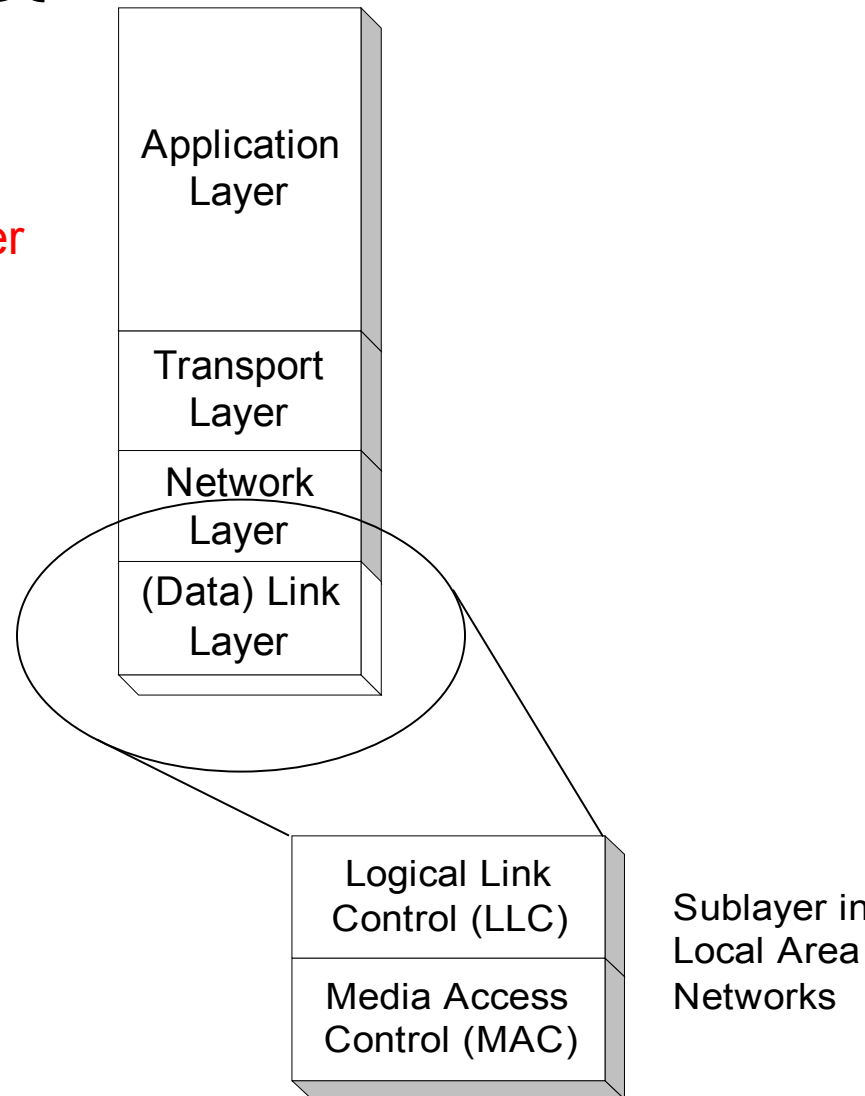 Application
Layer
Transport
Layer
Network
Layer
(Data) Link
Layer
Logical Link
Control (LLC)
Media Access
Control (MAC)
Sublayer in
Local Area
Networks